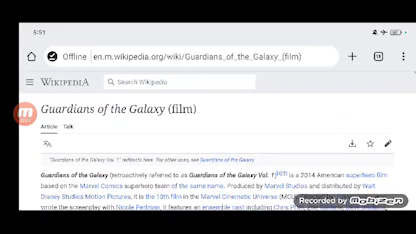 5:51
Offline en.m.wikipedia.org/wiki/Guardians_of_the_Galaxy_(film)
WIKIPEDIA Search Wikipedia
Guardians of the Galaxy (film)
Article Talk
"Guardians of the Galaxy Vol. 1" redirects here. For other uses, see Guardians of the Galaxy.
Guardians of the Galaxy (retroactively referred to as Guardians of the Galaxy Vol. 1) is a 2014 American superhero film
based on the Marvel Comics superhero team of the same name. Produced by Marvel Studios and distributed by Walt
Disney Studios Motion Pictures, it is the 10th film in the Marvel Cinematic Universe (MCU
wrote the screenplay with Nicole Perlman, it features an ensemble cast including Chris
Recorded by MOBIZEN